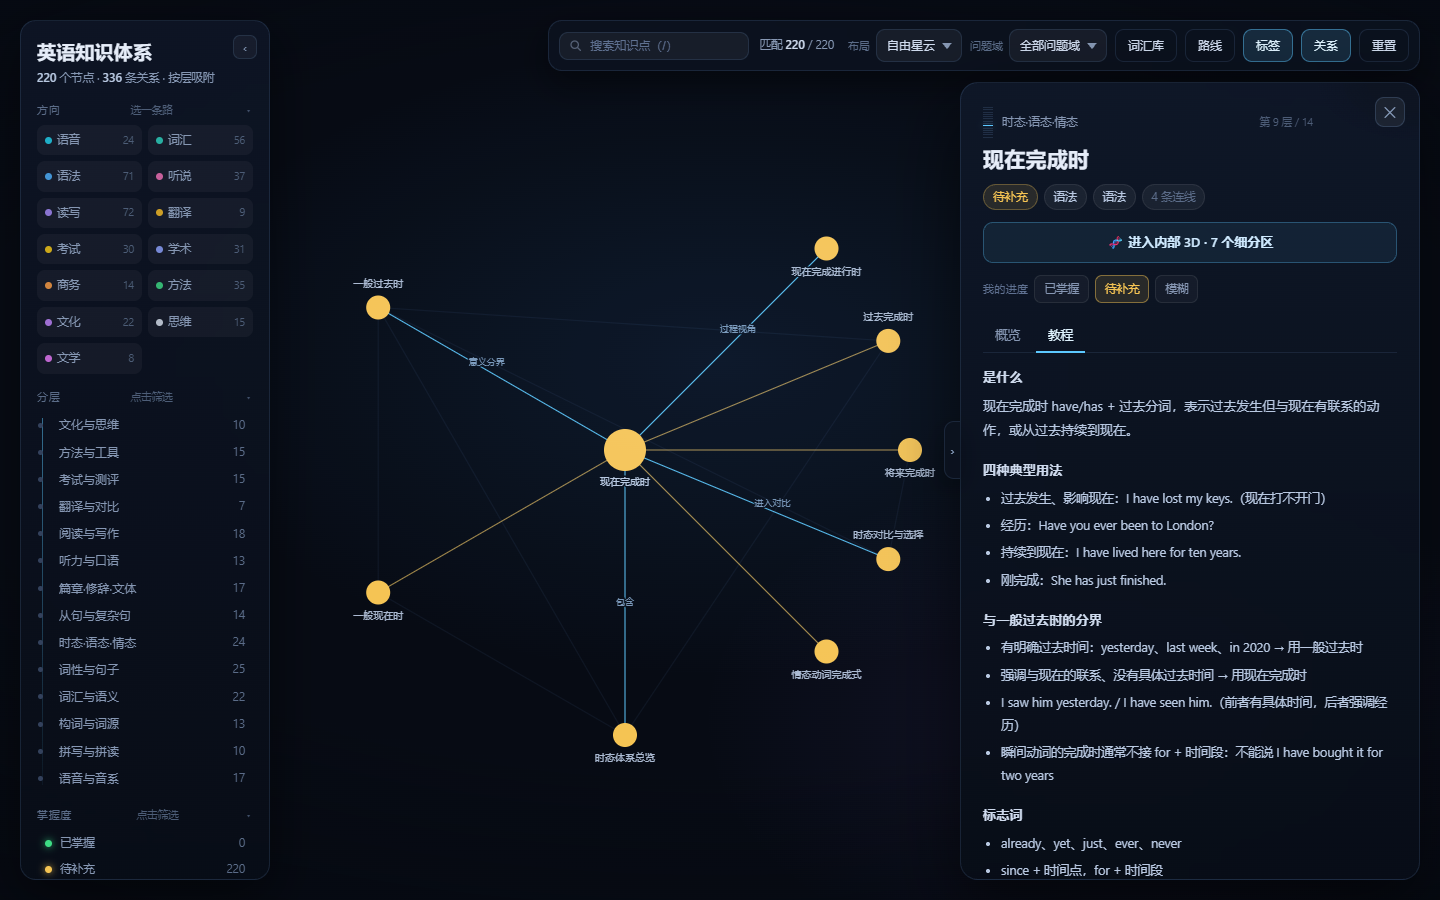 英语知识体系
‹
220 个节点 · 336 条关系 · 按层吸附
方向 选一条路 ·
语音 24
词汇 56
语法 71
听说 37
读写 72
翻译 9
考试 30
学术 31
商务 14
方法 35
文化 22
思维 15
文学 8
分层 点击筛选 ·
文化与思维 10
方法与工具 15
考试与测评 15
翻译与对比 7
阅读与写作 18
听力与口语 13
篇章·修辞·文体 17
从句与复杂句 14
时态·语态·情态 24
词性与句子 25
词汇与语义 22
构词与词源 13
拼写与拼读 10
语音与音系 17
掌握度 点击筛选 ·
已掌握 0
待补充 220
搜索知识点（/）
匹配 220 / 220
布局
自由星云
问题域
全部问题域
词汇库
路线
标签
关系
重置
现在完成进行时
一般过去时
过去完成时
过程视角
意义分界
将来完成时
现在完成时
进入对比
时态对比与选择
包含
一般现在时
情态动词完成式
时态体系总览
›
时态·语态·情态 第 9 层 / 14
现在完成时
待补充 语法 语法 4 条连线
进入内部 3D · 7 个细分区
我的进度 已掌握 待补充 模糊
概览 教程
是什么
现在完成时 have/has + 过去分词，表示过去发生但与现在有联系的动
作，或从过去持续到现在。
四种典型用法
• 过去发生、影响现在：I have lost my keys.（现在打不开门）
• 经历：Have you ever been to London?
• 持续到现在：I have lived here for ten years.
• 刚完成：She has just finished.
与一般过去时的分界
• 有明确过去时间：yesterday、last week、in 2020 → 用一般过去时
• 强调与现在的联系、没有具体过去时间 → 用现在完成时
• I saw him yesterday. / I have seen him.（前者有具体时间，后者强调经
历）
• 瞬间动词的完成时通常不接 for + 时间段：不能说 I have bought it for
two years
标志词
• already、yet、just、ever、never
• since + 时间点，for + 时间段